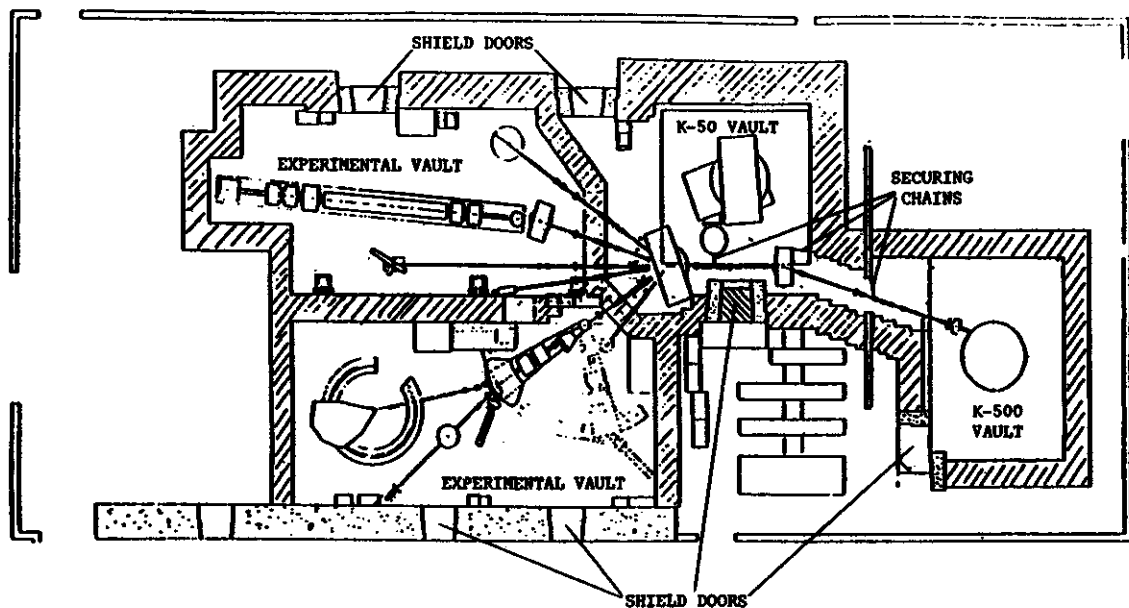 SHIELD DOORS
K-50 VAULT
EXPERIMENTAL VAULT
SECURING
CHAINS
K-500
VAULT
EXPERIMENTAL VAULT
SHIELD DOORS